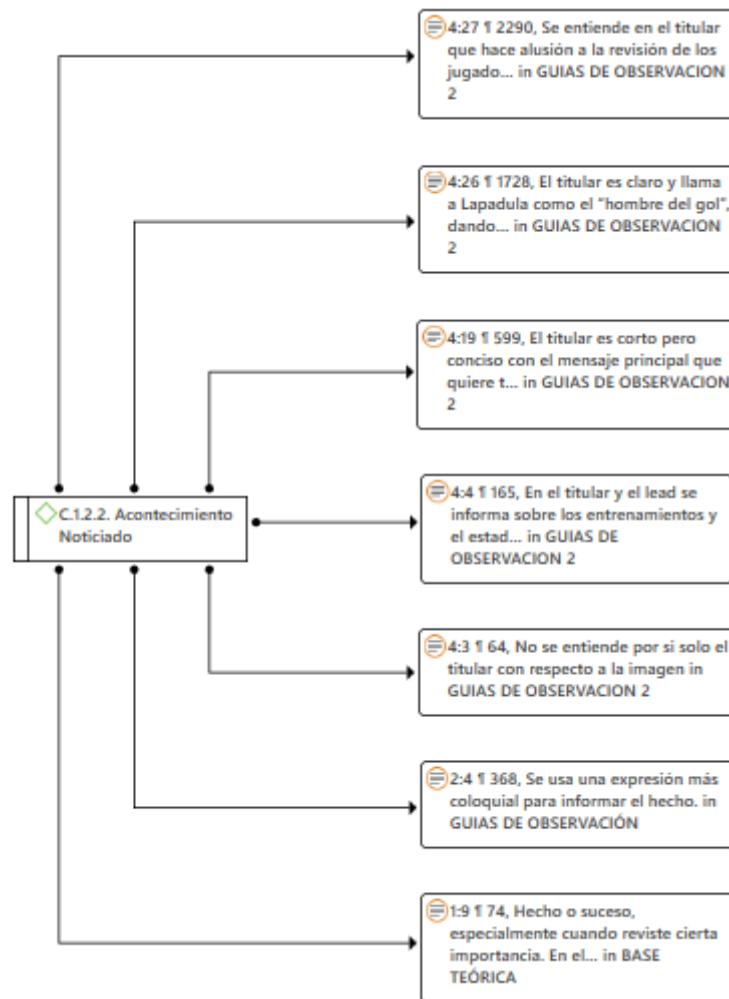 4:27 ¶ 2290, Se entiende en el titular
que hace alusión a la revisión de los
jugado... in GUIAS DE OBSERVACION
2
4:26 ¶ 1728, El titular es claro y llama
a Lapadula como el "hombre del gol",
dando... in GUIAS DE OBSERVACION
2
4:19 ¶ 599, El titular es corto pero
conciso con el mensaje principal que
quiere t... in GUIAS DE OBSERVACION
2
C.1.2.2. Acontecimiento
Noticiado
4:4 ¶ 165, En el titular y el lead se
informa sobre los entrenamientos y
el estad... in GUIAS DE
OBSERVACION 2
4:3 ¶ 64, No se entiende por si solo el
titular con respecto a la imagen in
GUIAS DE OBSERVACION 2
2:4 ¶ 368, Se usa una expresión más
coloquial para informar el hecho. in
GUIAS DE OBSERVACIÓN
1:9 ¶ 74, Hecho o suceso,
especialmente cuando reviste cierta
importancia. En el... in BASE
TEÓRICA